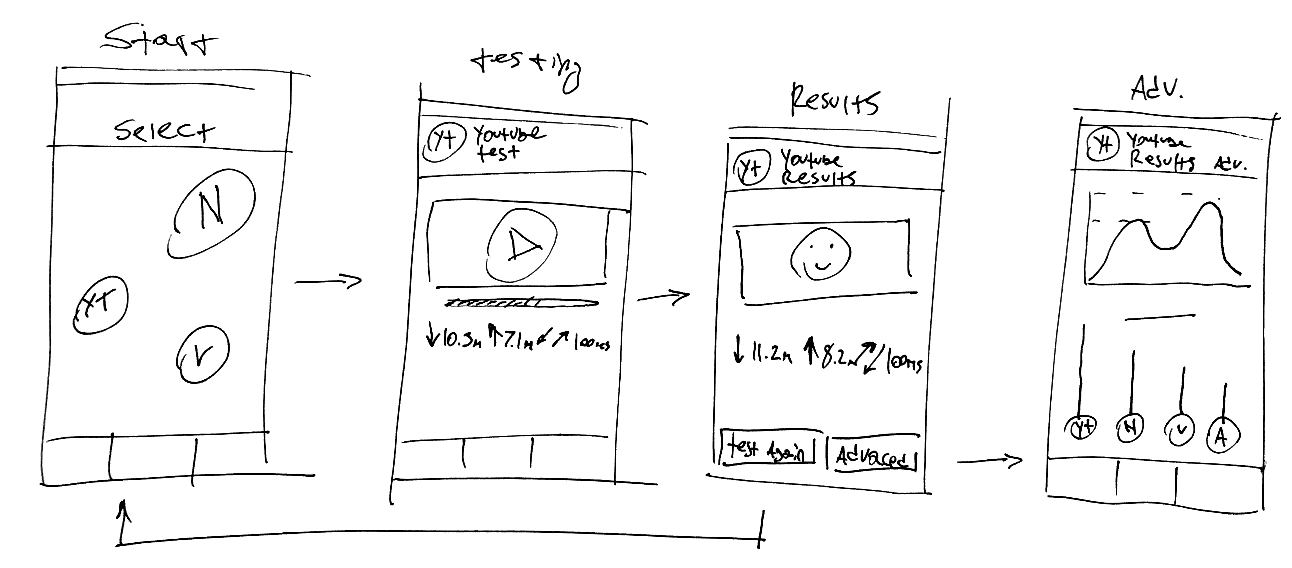 Start
Select
N
Yt
V
testing
Yt Youtube
test
↓10.3M ↑7.1M ↙↗ 100ms
Results
Yt Youtube
Results
↓ 11.2M ↑ 8.2M ↗↙ 100MS
test Again
Advaced
Adv.
Yt Youtube
Results Adv.
Yt N V A